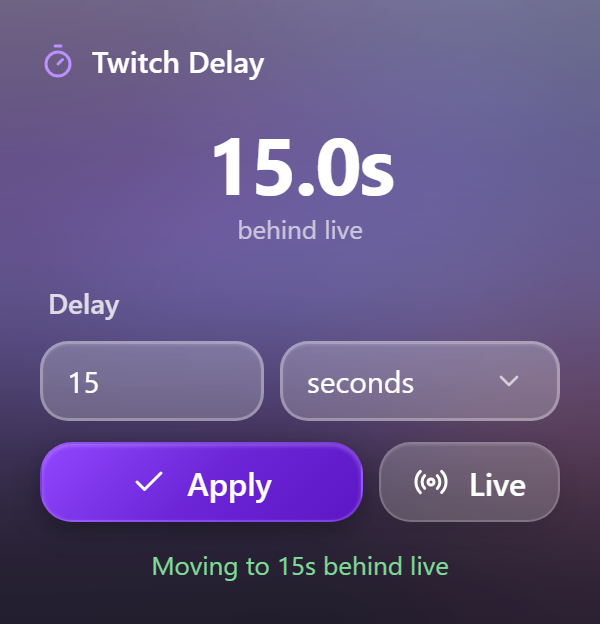 Twitch Delay
15.0s
behind live
Delay
15
seconds
Apply
Live
Moving to 15s behind live